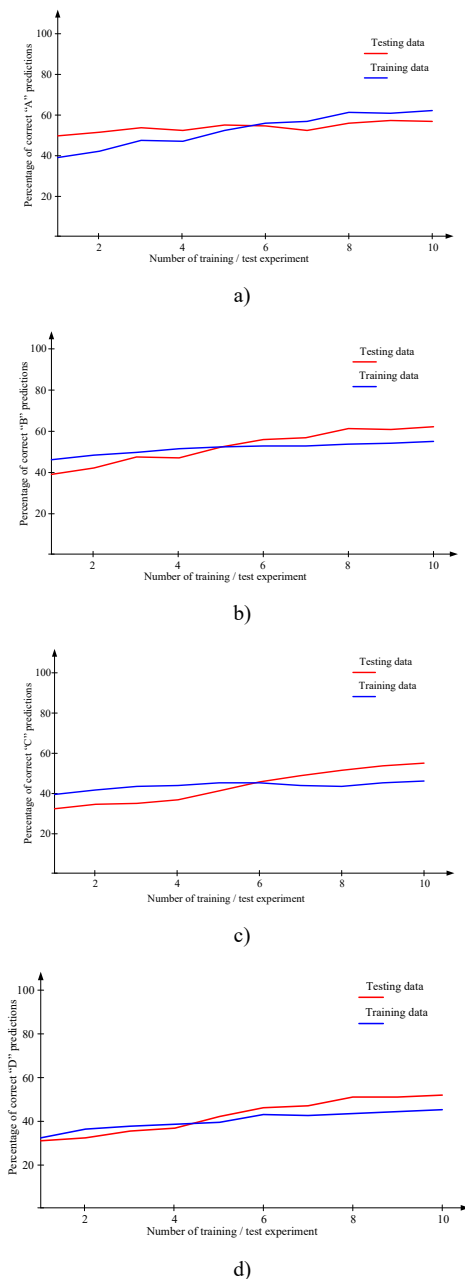 Percentage of correct “A” predictions
100
80
60
40
20
Testing data
Training data
2
4
6
8
10
Number of training / test experiment
a)
Percentage of correct “B” predictions
100
80
60
40
20
Testing data
Training data
2
4
6
8
10
Number of training / test experiment
b)
Percentage of correct “C” predictions
100
80
60
40
20
Testing data
Training data
2
4
6
8
10
Number of training / test experiment
c)
Percentage of correct “D” predictions
100
80
60
40
20
Testing data
Training data
2
4
6
8
10
Number of training / test experiment
d)